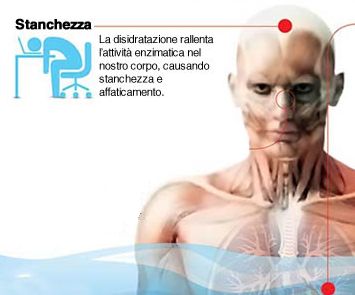 Stanchezza
La disidratazione rallenta
l'attività enzimatica nel
nostro corpo, causando
stanchezza e
affaticamento.